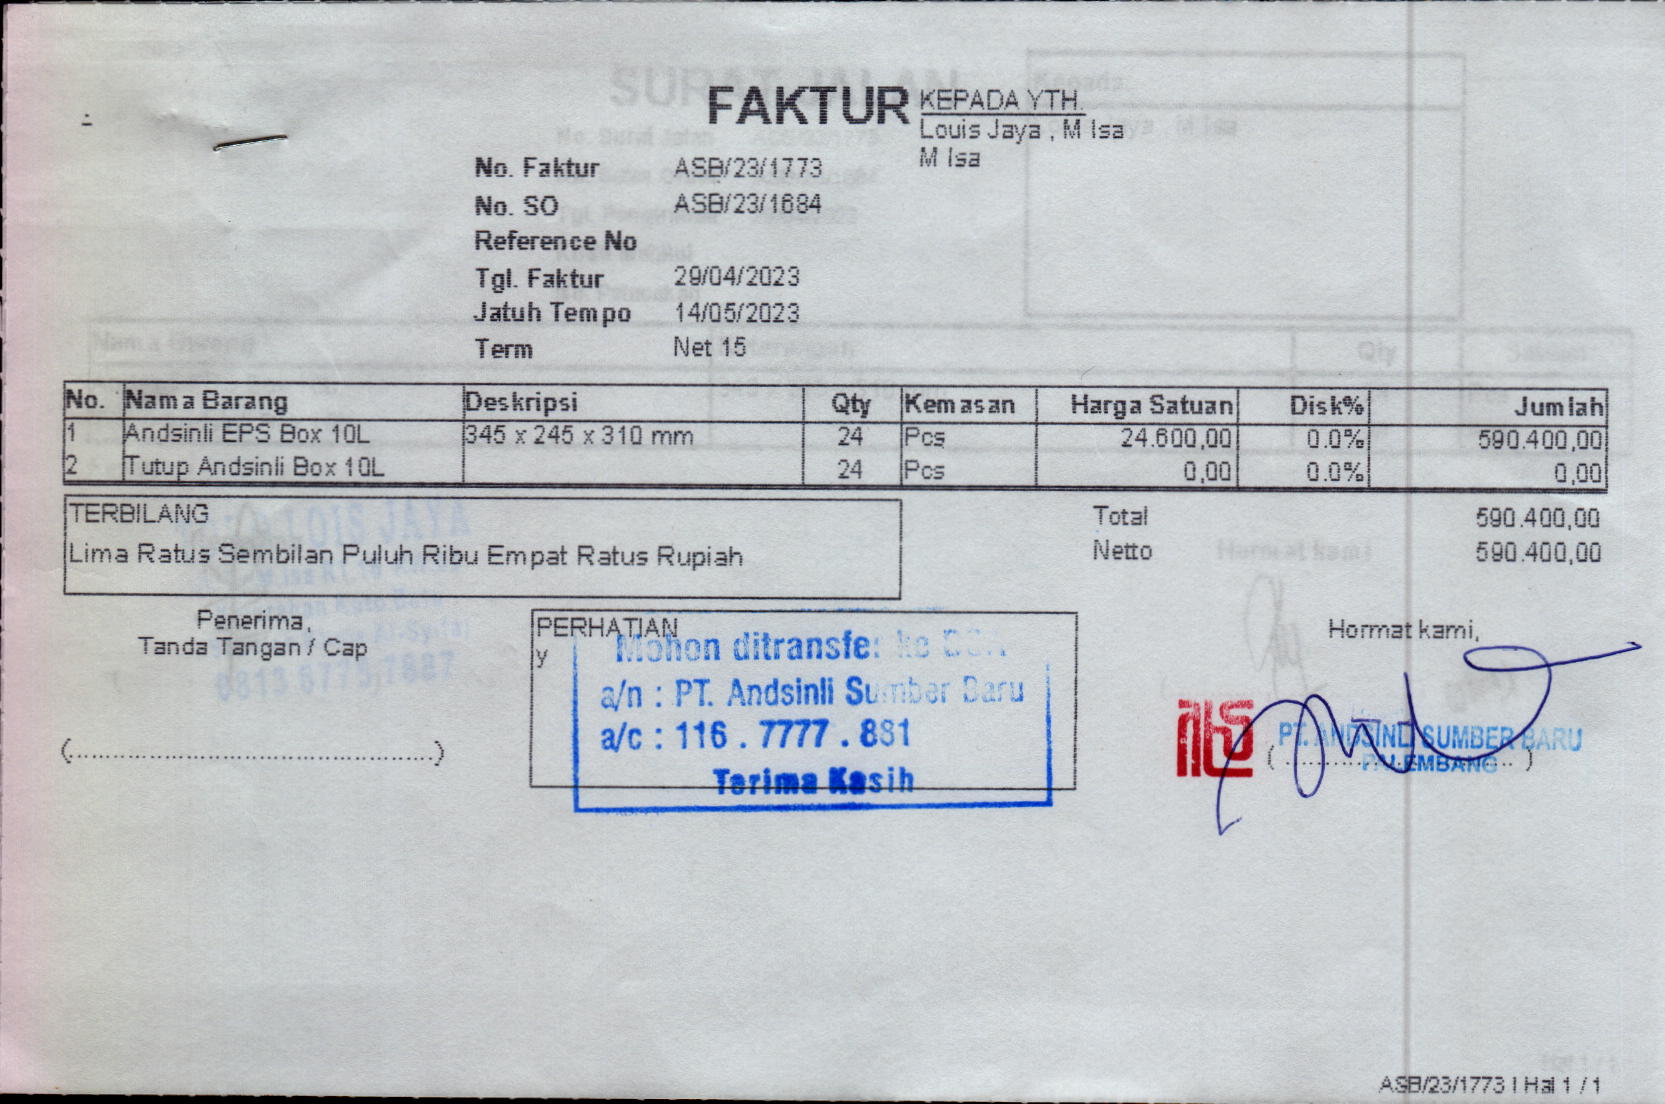 FAKTUR
KEPADA YTH.
Louis Jaya , M Isa
M Isa
No. Faktur ASB/23/1773
No. SO ASB/23/1684
Reference No
Tgl. Faktur 29/04/2023
Jatuh Tempo 14/05/2023
Term Net 15
No. Nama Barang Deskripsi Qty Kemasan Harga Satuan Disk% Jumlah
1 Andsinli EPS Box 10L 345 x 245 x 310 mm 24 Pcs 24.600,00 0.0% 590.400,00
2 Tutup Andsinli Box 10L 24 Pcs 0,00 0.0% 0,00
TERBILANG
Lima Ratus Sembilan Puluh Ribu Empat Ratus Rupiah
Total 590.400,00
Netto 590.400,00
Penerima,
Tanda Tangan / Cap
(..................................................)
PERHATIAN
y
Mohon ditransfer ke BCA
a/n : PT. Andsinli Sumber Baru
a/c : 116 . 7777 . 881
Terima Kasih
Hormat kami,
PT. ANDSINLI SUMBER BARU
PALEMBANG
ASB/23/1773 | Hal 1 / 1